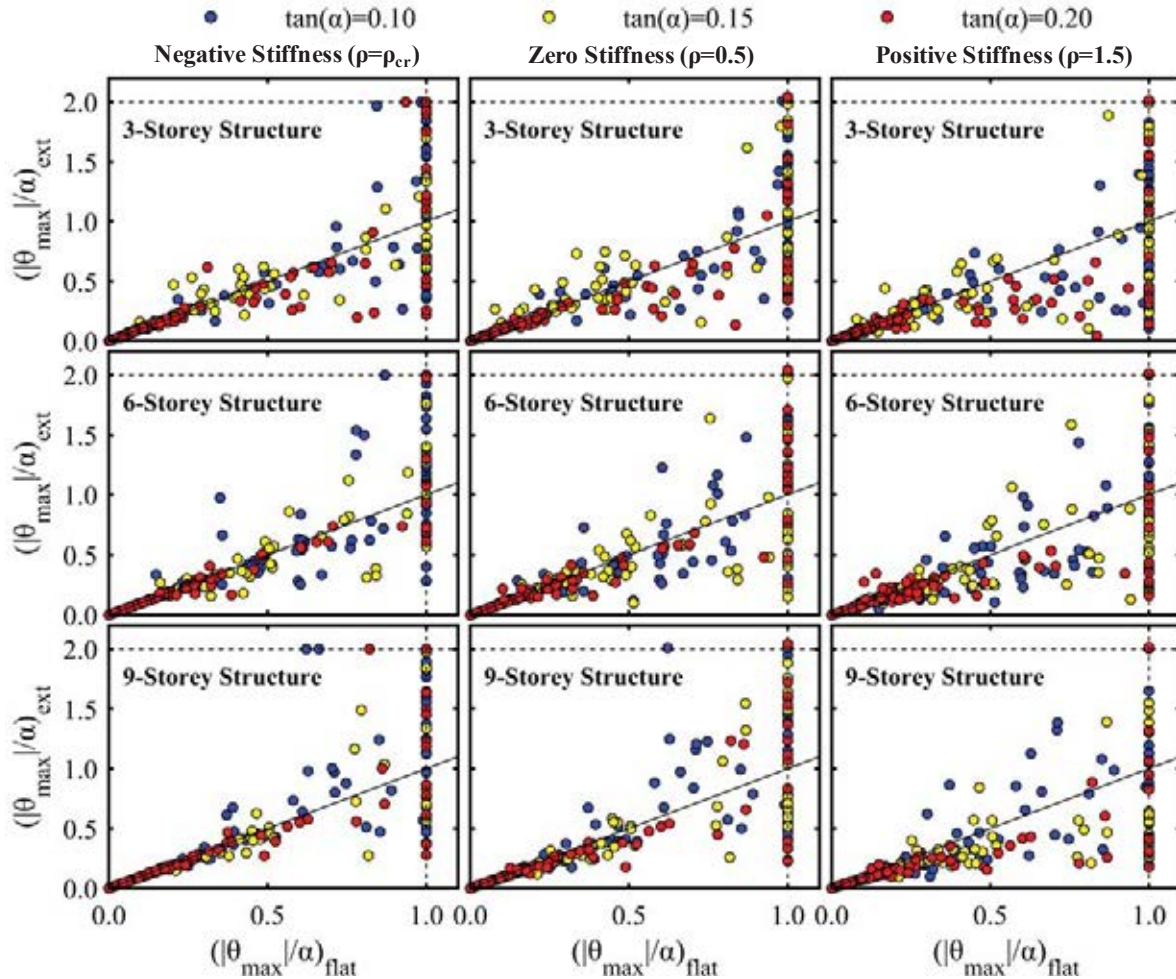 tan(α)=0.10 tan(α)=0.15 tan(α)=0.20
Negative Stiffness (ρ=ρcr) Zero Stiffness (ρ=0.5) Positive Stiffness (ρ=1.5)
2.0
3-Storey Structure 3-Storey Structure 3-Storey Structure
1.5
(|θmax|/α)ext
1.0
0.5
0.0
2.0
6-Storey Structure 6-Storey Structure 6-Storey Structure
1.5
(|θmax|/α)ext
1.0
0.5
0.0
2.0
9-Storey Structure 9-Storey Structure 9-Storey Structure
1.5
(|θmax|/α)ext
1.0
0.5
0.0
0.0 0.5 1.0 0.0 0.5 1.0 0.0 0.5 1.0
(|θmax|/α)flat (|θmax|/α)flat (|θmax|/α)flat